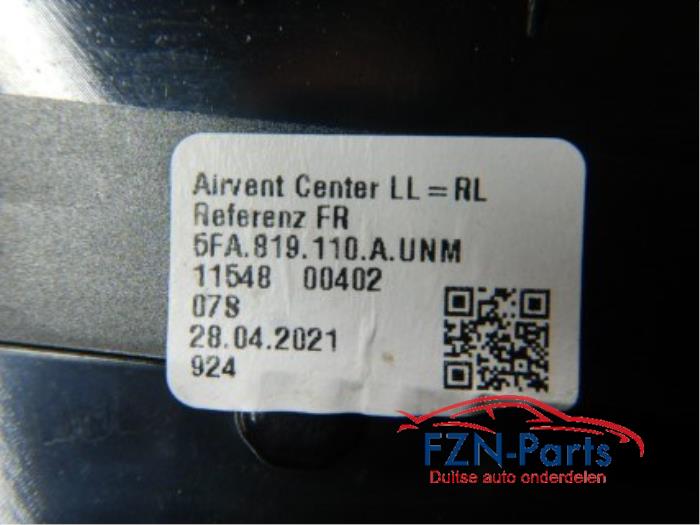 Airvent Center LL = RL
Referenz FR
5FA.819.110.A.UNM
11548 00402
078
28.04.2021
924
FZN-Parts
Duitse auto onderdelen